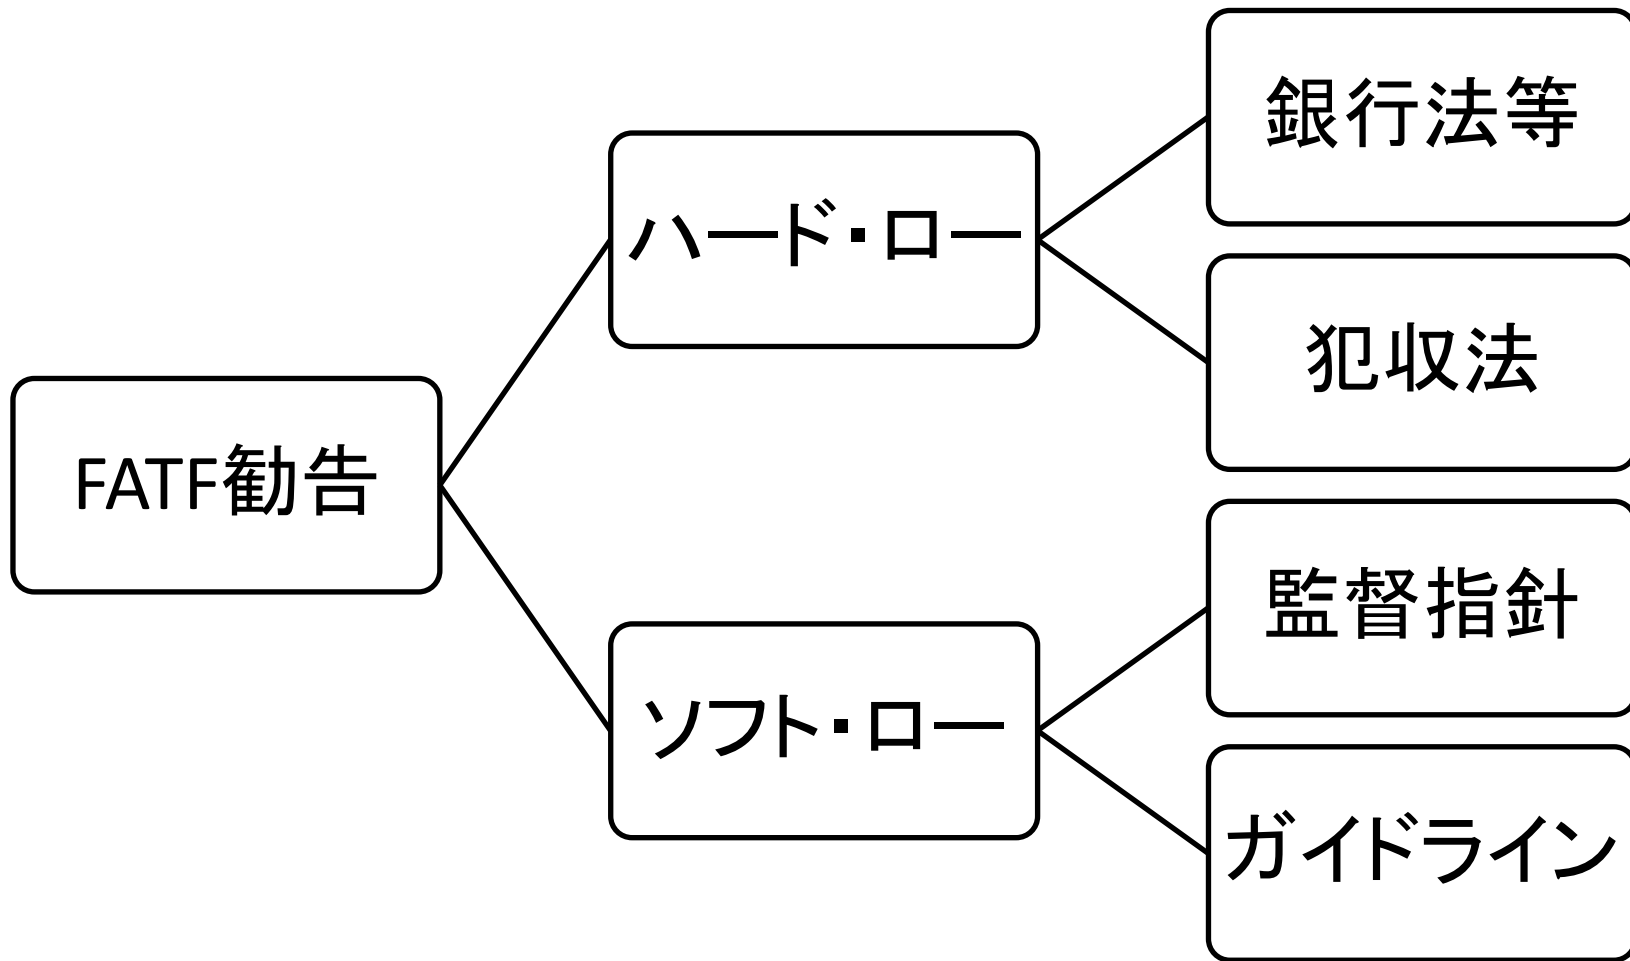 FATF勧告
ハード・ロー
銀行法等
犯収法
ソフト・ロー
監督指針
ガイドライン